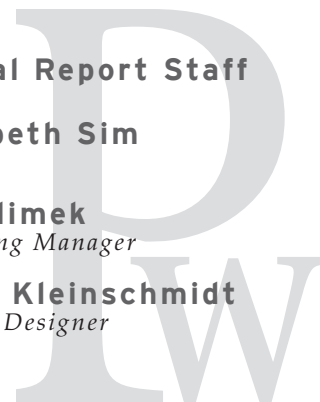 al Report Staff
beth Sim
limek
ng Manager
Kleinschmidt
Designer
P
W